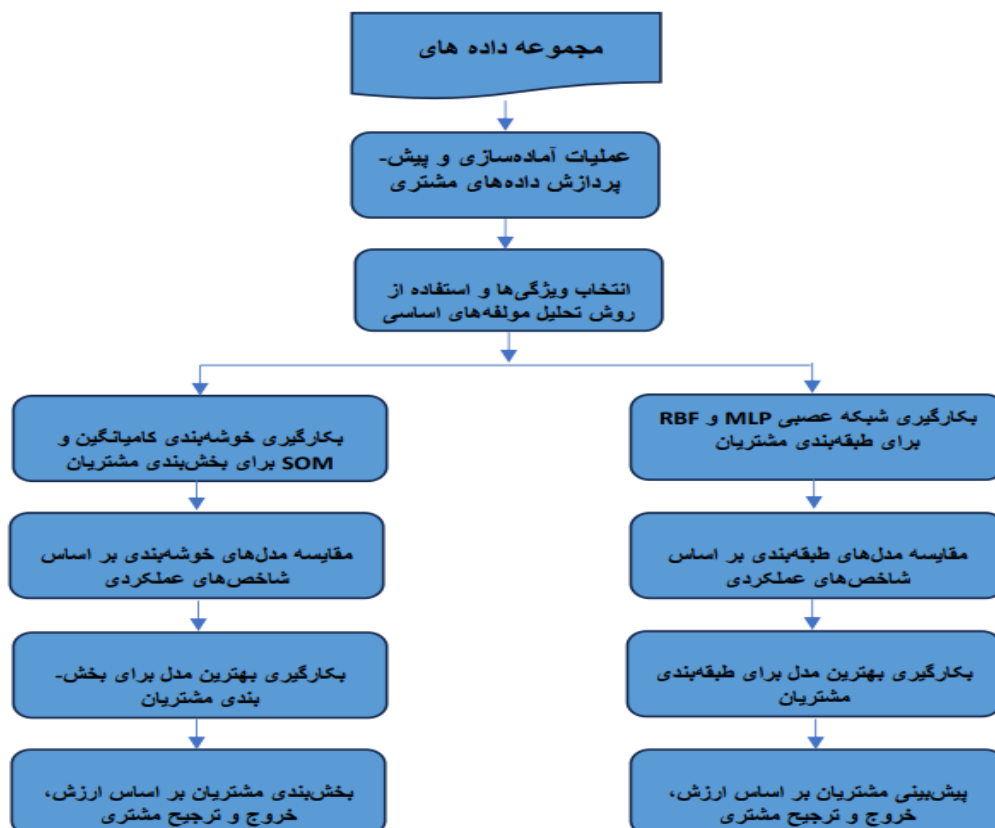 مجموعه داده های
عملیات آماده‌سازی و پیش-
پردازش داده‌های مشتری
انتخاب ویژگی‌ها و استفاده از
روش تحلیل مولفه‌های اساسی
بکارگیری شبکه عصبی MLP و RBF
برای طبقه‌بندی مشتریان
مقایسه مدل‌های طبقه‌بندی بر اساس
شاخص‌های عملکردی
بکارگیری بهترین مدل برای طبقه‌بندی
مشتریان
پیش‌بینی مشتریان بر اساس ارزش،
خروج و ترجیح مشتری
بکارگیری خوشه‌بندی کامیانگین و
SOM برای بخش‌بندی مشتریان
مقایسه مدل‌های خوشه‌بندی بر اساس
شاخص‌های عملکردی
بکارگیری بهترین مدل برای بخش-
بندی مشتریان
بخش‌بندی مشتریان بر اساس ارزش،
خروج و ترجیح مشتری